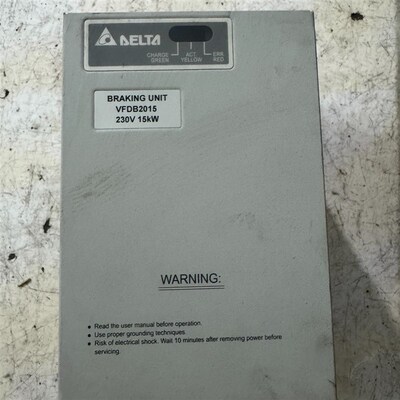 DELTA
CHARGE ACT ERR
GREEN YELLOW RED
BRAKING UNIT
VFDB2015
230V 15kW
WARNING:
• Read the user manual before operation.
• Use proper grounding techniques.
• Risk of electrical shock. Wait 10 minutes after removing power before
servicing.